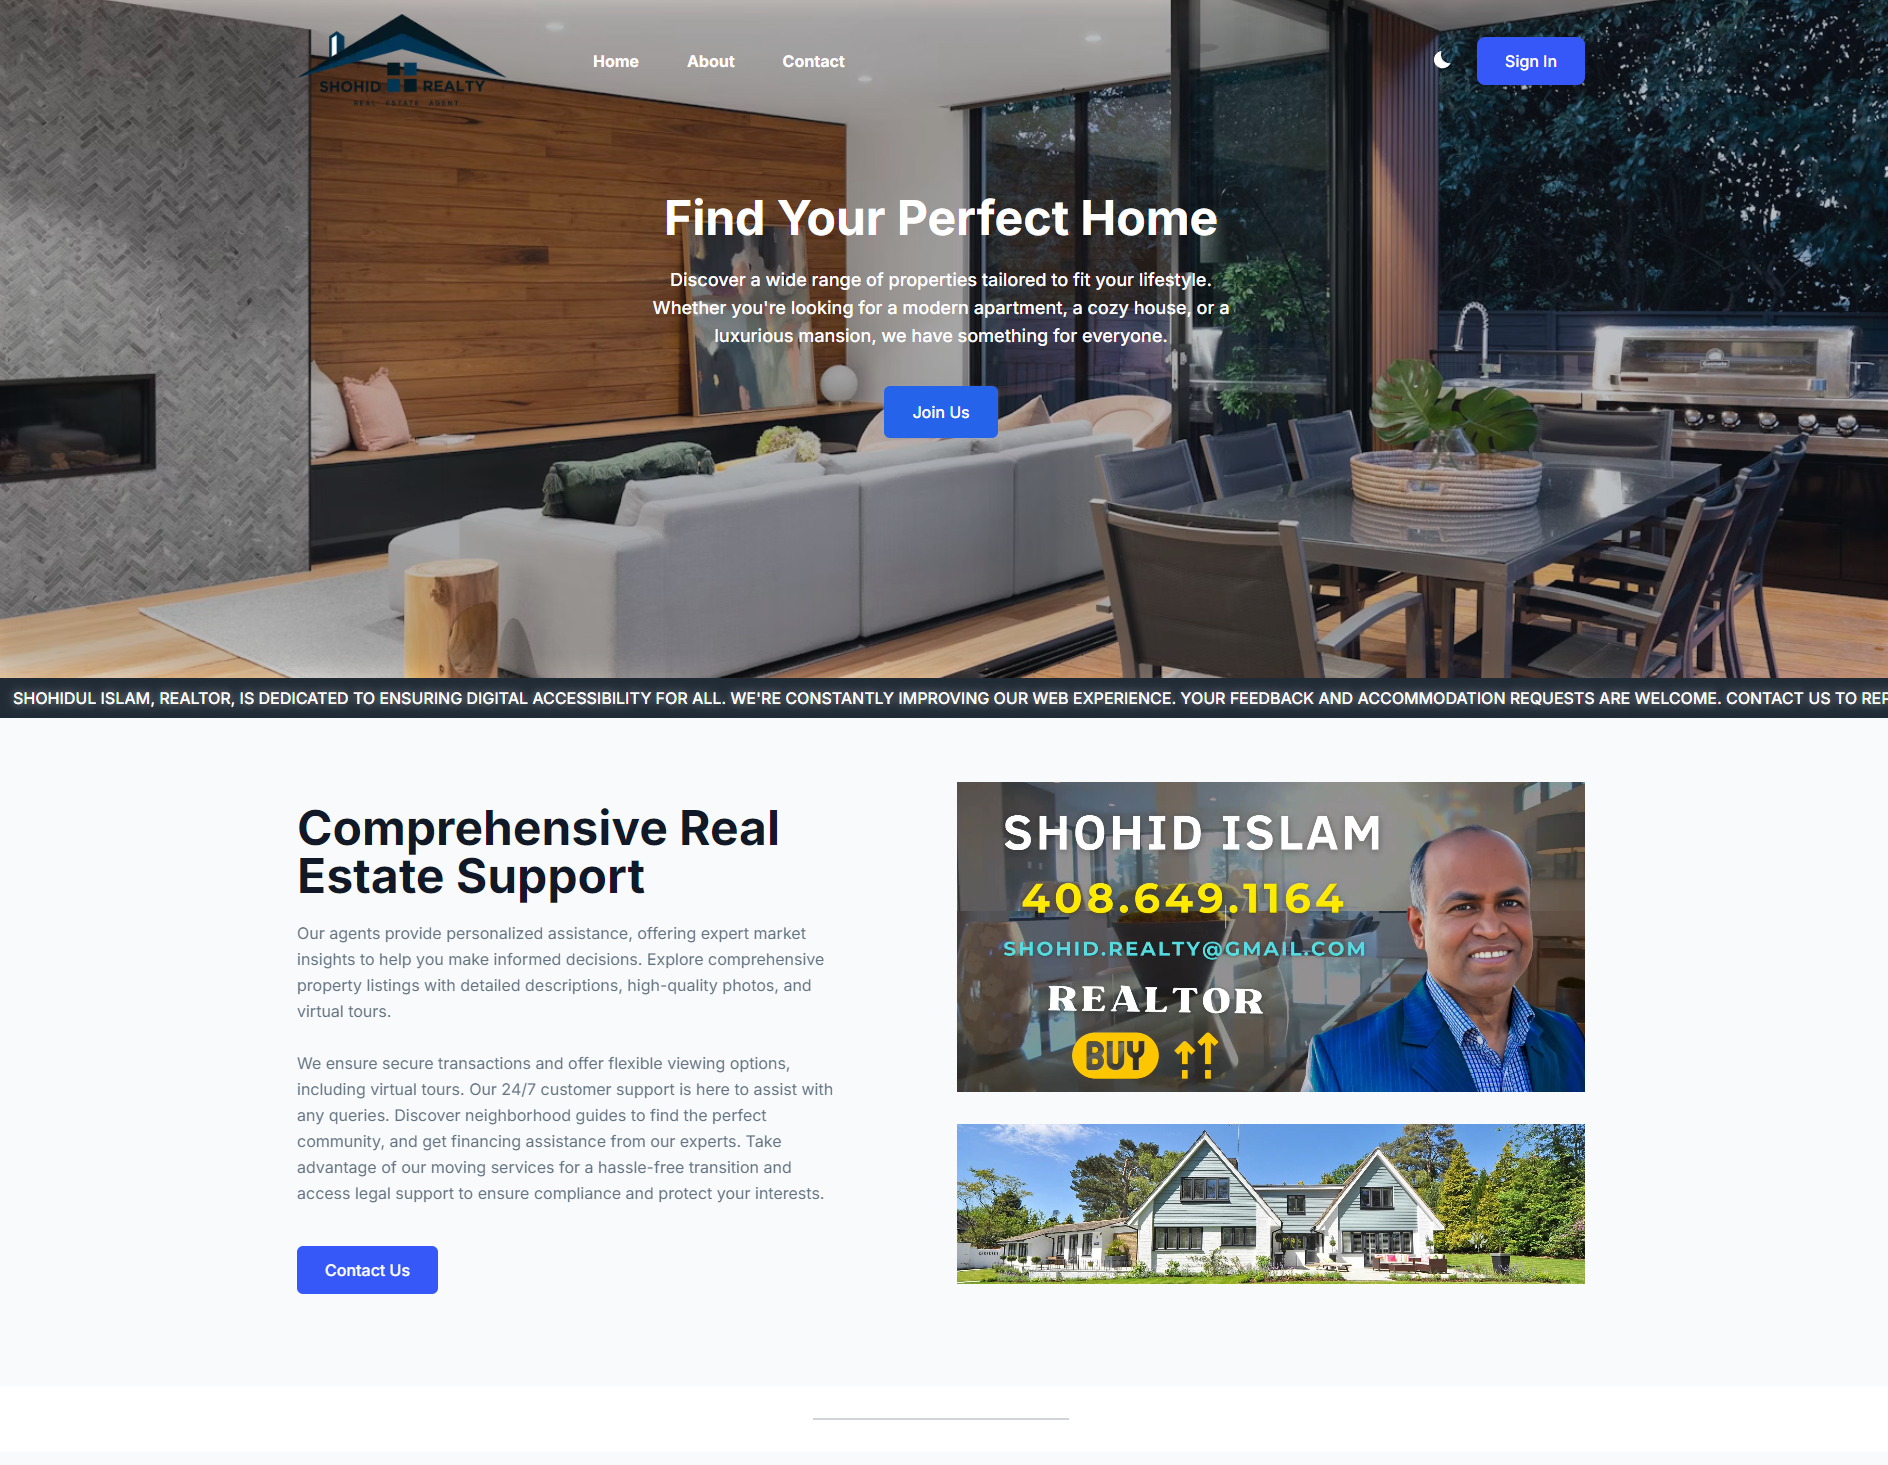 SHOHID REALTY
REAL ESTATE AGENT
Home
About
Contact
Sign In
Find Your Perfect Home
Discover a wide range of properties tailored to fit your lifestyle.
Whether you're looking for a modern apartment, a cozy house, or a
luxurious mansion, we have something for everyone.
Join Us
SHOHIDUL ISLAM, REALTOR, IS DEDICATED TO ENSURING DIGITAL ACCESSIBILITY FOR ALL. WE'RE CONSTANTLY IMPROVING OUR WEB EXPERIENCE. YOUR FEEDBACK AND ACCOMMODATION REQUESTS ARE WELCOME. CONTACT US TO
Comprehensive Real
Estate Support
Our agents provide personalized assistance, offering expert market
insights to help you make informed decisions. Explore comprehensive
property listings with detailed descriptions, high-quality photos, and
virtual tours.
We ensure secure transactions and offer flexible viewing options,
including virtual tours. Our 24/7 customer support is here to assist with
any queries. Discover neighborhood guides to find the perfect
community, and get financing assistance from our experts. Take
advantage of our moving services for a hassle-free transition and
access legal support to ensure compliance and protect your interests.
Contact Us
SHOHID ISLAM
408.649.1164
SHOHID.REALTY@GMAIL.COM
REALTOR
BUY